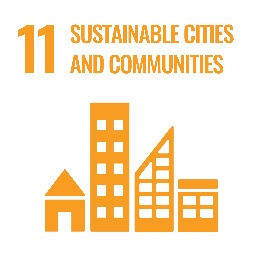 11 SUSTAINABLE CITIES
AND COMMUNITIES